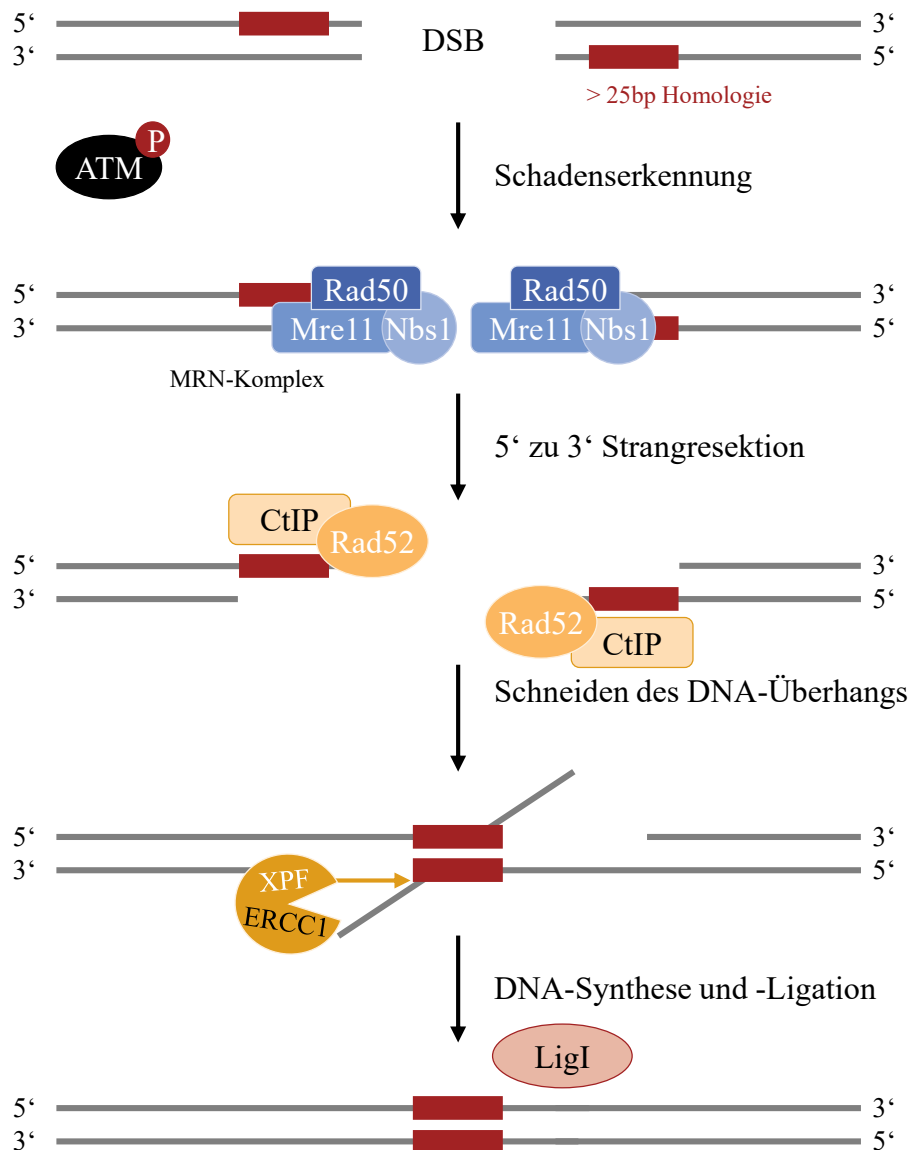 5‘ 3‘
DSB
3‘ 5‘
> 25bp Homologie
P
ATM
Schadenserkennung
Rad50 Rad50
5‘ 3‘
Mre11 Nbs1 Mre11 Nbs1
3‘ 5‘
MRN-Komplex
5‘ zu 3‘ Strangresektion
CtIP
Rad52
5‘ 3‘
3‘ 5‘
Rad52
CtIP
Schneiden des DNA-Überhangs
5‘ 3‘
3‘ 5‘
XPF
ERCC1
DNA-Synthese und -Ligation
LigI
5‘ 3‘
3‘ 5‘